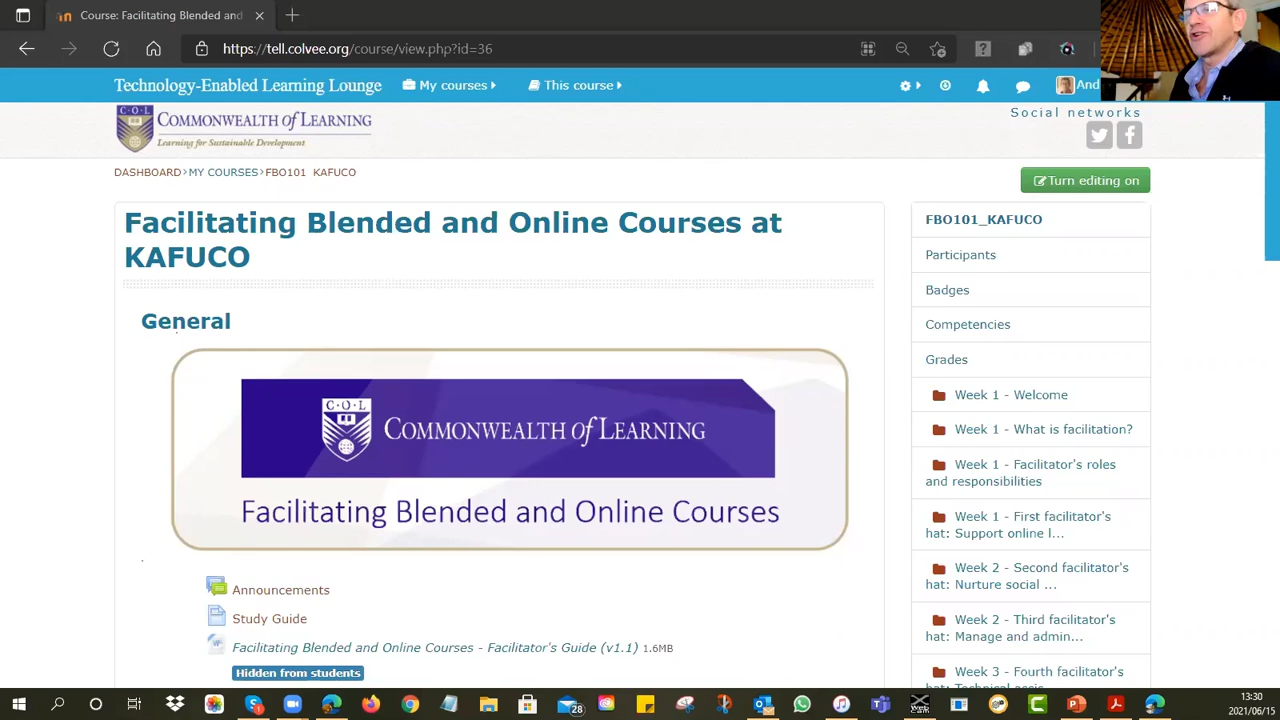 Course: Facilitating Blended and
https://tell.colvee.org/course/view.php?id=36
Technology-Enabled Learning Lounge
My courses
This course
And
C·O·L
COMMONWEALTH of LEARNING
Learning for Sustainable Development
Social networks
DASHBOARD
MY COURSES
FBO101 KAFUCO
Turn editing on
Facilitating Blended and Online Courses at
KAFUCO
General
C·O·L
COMMONWEALTH of LEARNING
Facilitating Blended and Online Courses
Announcements
Study Guide
Facilitating Blended and Online Courses - Facilitator's Guide (v1.1) 1.6MB
Hidden from students
FBO101_KAFUCO
Participants
Badges
Competencies
Grades
Week 1 - Welcome
Week 1 - What is facilitation?
Week 1 - Facilitator's roles
and responsibilities
Week 1 - First facilitator's
hat: Support online l...
Week 2 - Second facilitator's
hat: Nurture social ...
Week 2 - Third facilitator's
hat: Manage and admin...
Week 3 - Fourth facilitator's
28
13:30
2021/06/15